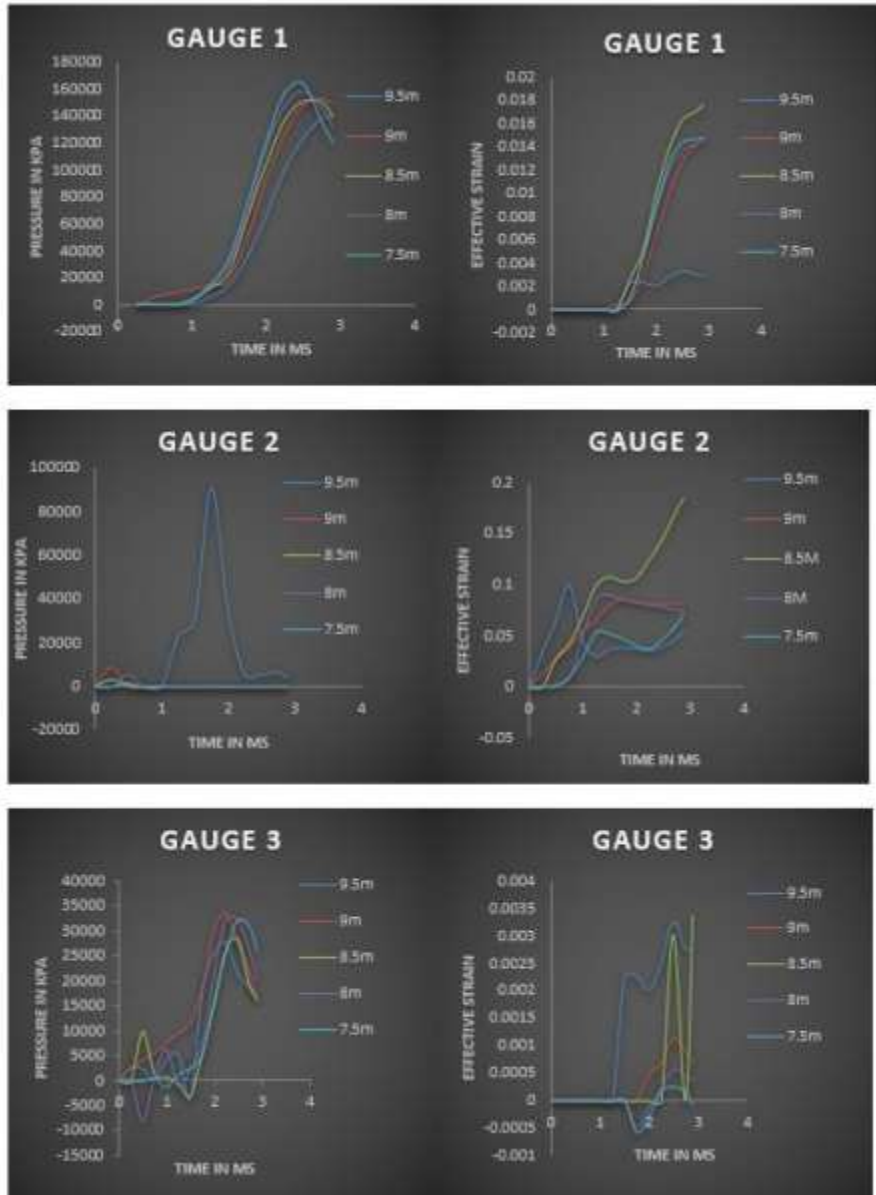 GAUGE 1
PRESSURE IN KPA
180000
160000
140000
120000
100000
80000
60000
40000
20000
0
-20000
0 1 2 3 4
TIME IN MS
9.5m
9m
8.5m
8m
7.5m
GAUGE 1
EFFECTIVE STRAIN
0.02
0.018
0.016
0.014
0.012
0.01
0.008
0.006
0.004
0.002
0
-0.002
0 1 2 3 4
TIME IN MS
9.5m
9m
8.5m
8m
7.5m
GAUGE 2
PRESSURE IN KPA
100000
80000
60000
40000
20000
0
-20000
0 1 2 3 4
TIME IN MS
9.5m
9m
8.5m
8m
7.5m
GAUGE 2
EFFECTIVE STRAIN
0.2
0.15
0.1
0.05
0
-0.05
0 1 2 3 4
TIME IN MS
9.5m
9m
8.5M
8M
7.5m
GAUGE 3
PRESSURE IN KPA
40000
35000
30000
25000
20000
15000
10000
5000
0
-5000
-10000
-15000
0 1 2 3 4
TIME IN MS
9.5m
9m
8.5m
8m
7.5m
GAUGE 3
EFFECTIVE STRAIN
0.004
0.0035
0.003
0.0025
0.002
0.0015
0.001
0.0005
0
-0.0005
-0.001
0 1 2 3 4
TIME IN MS
9.5m
9m
8.5m
8m
7.5m